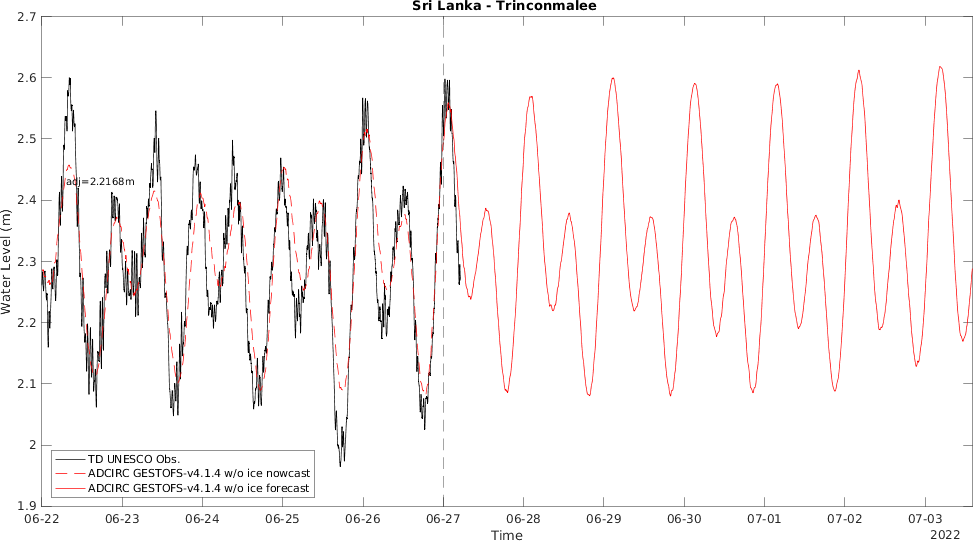 Sri Lanka - Trinconmalee
2.7
2.6
2.5
adj=2.2168m
2.4
2.3
2.2
2.1
2
1.9
Water Level (m)
TD UNESCO Obs.
ADCIRC GESTOFS-v4.1.4 w/o ice nowcast
ADCIRC GESTOFS-v4.1.4 w/o ice forecast
06-22 06-23 06-24 06-25 06-26 06-27 06-28 06-29 06-30 07-01 07-02 07-03
Time
2022